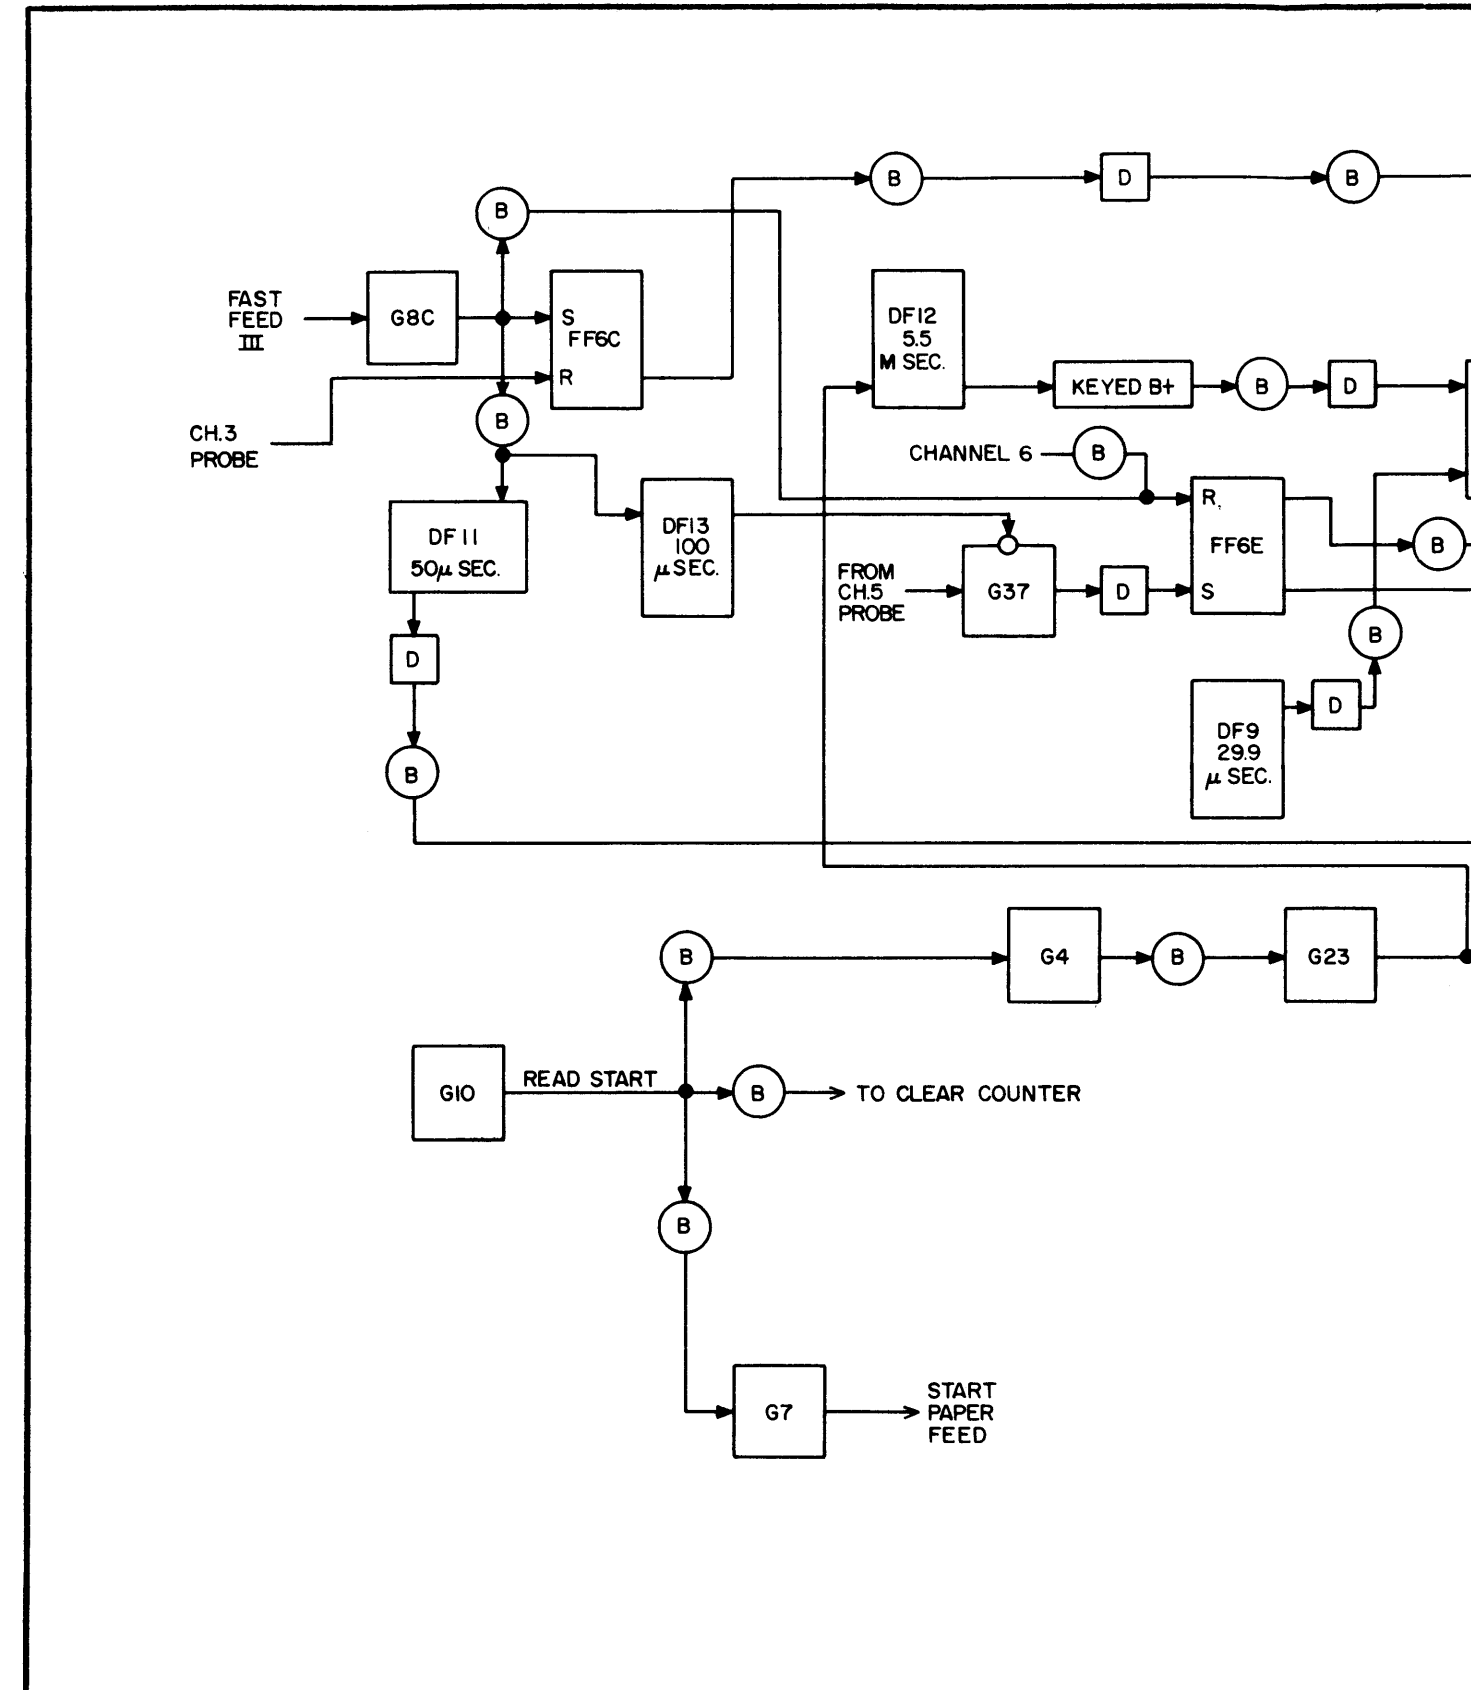 B
D
B
B
FAST
FEED
III
G8C
S
FF6C
R
CH.3
PROBE
B
DF12
5.5
M SEC.
KEYED B+
B
D
CHANNEL 6
B
DF11
50μ SEC.
DF13
100
μ SEC.
FROM
CH.5
PROBE
G37
D
R
FF6E
S
B
B
D
DF9
29.9
μ SEC.
D
B
B
G4
B
G23
G10
READ START
B
TO CLEAR COUNTER
B
G7
START
PAPER
FEED